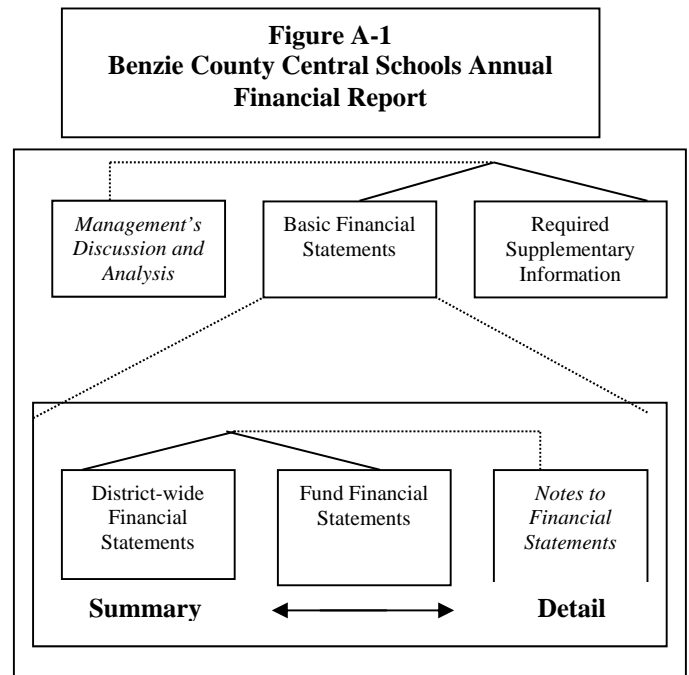 Figure A-1
Benzie County Central Schools Annual
Financial Report
Management's
Discussion and
Analysis
Basic Financial
Statements
Required
Supplementary
Information
District-wide
Financial
Statements
Fund Financial
Statements
Notes to
Financial
Statements
Summary
Detail